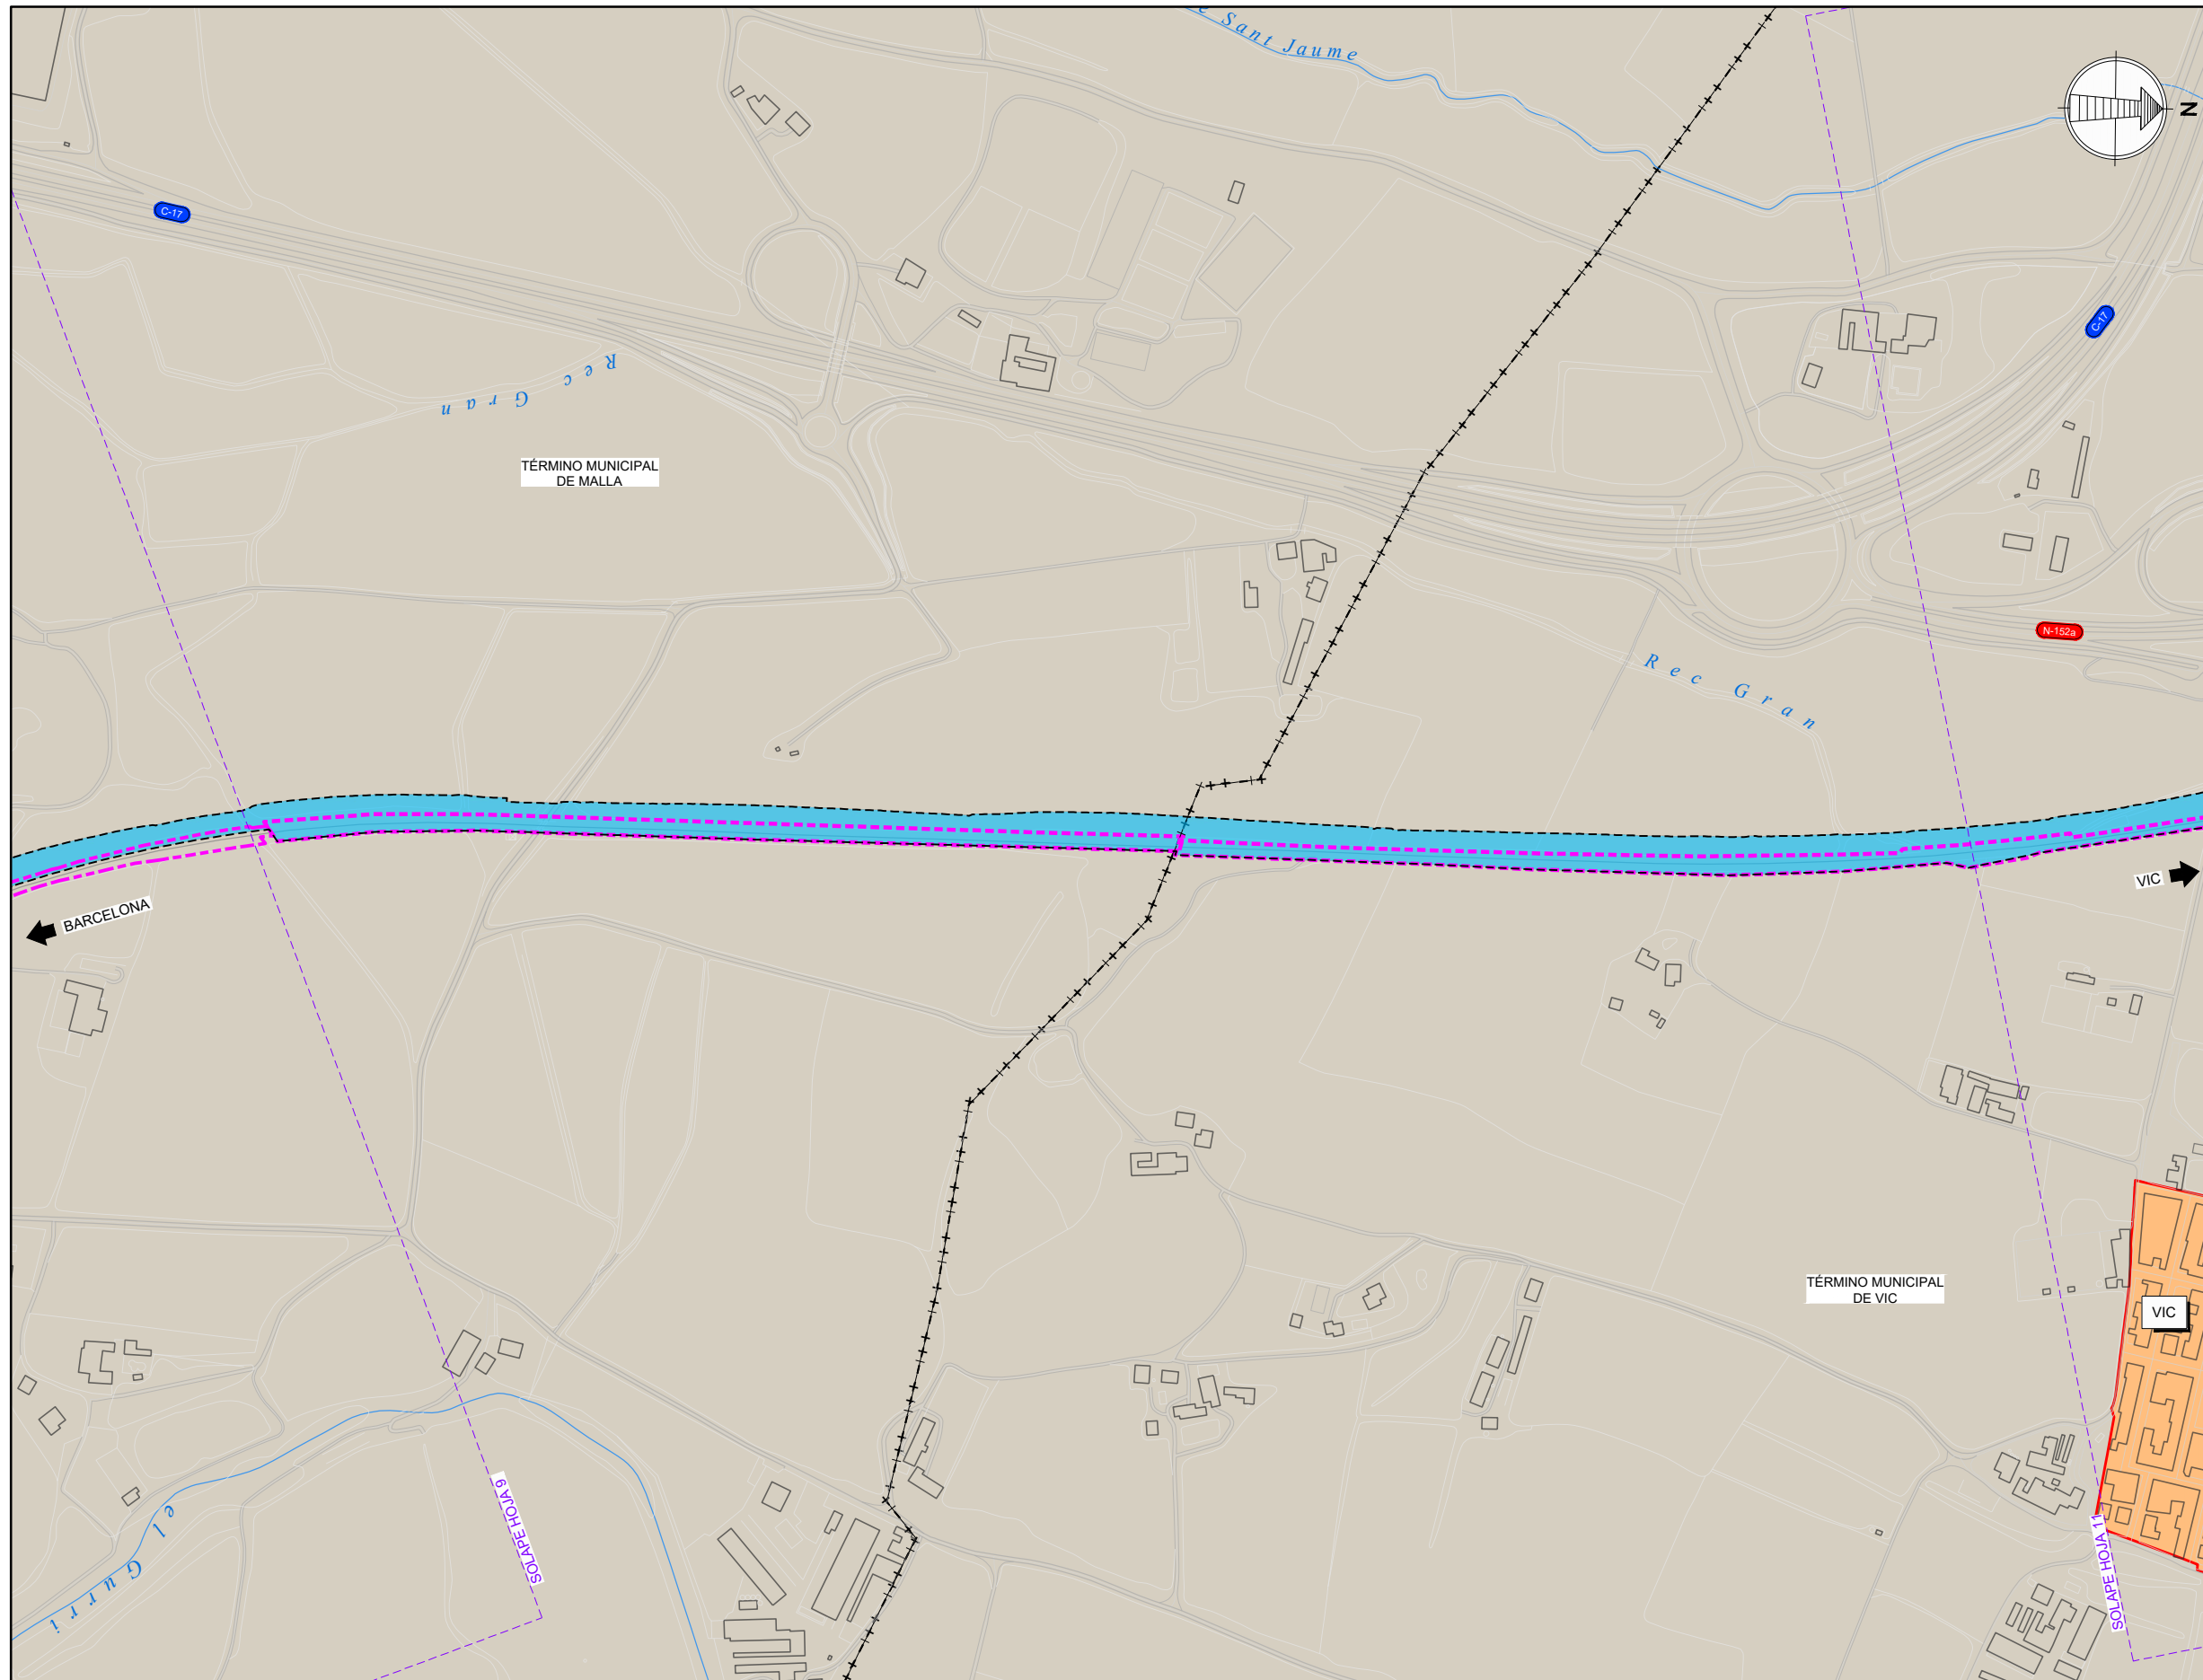 e Sant Jaume
N
C-17
C-17
Rec Gran
TÉRMINO MUNICIPAL
DE MALLA
N-152a
Rec Gran
BARCELONA
VIC
TÉRMINO MUNICIPAL
DE VIC
VIC
SOLAPE HOJA 9
el Gurri
SOLAPE HOJA 11